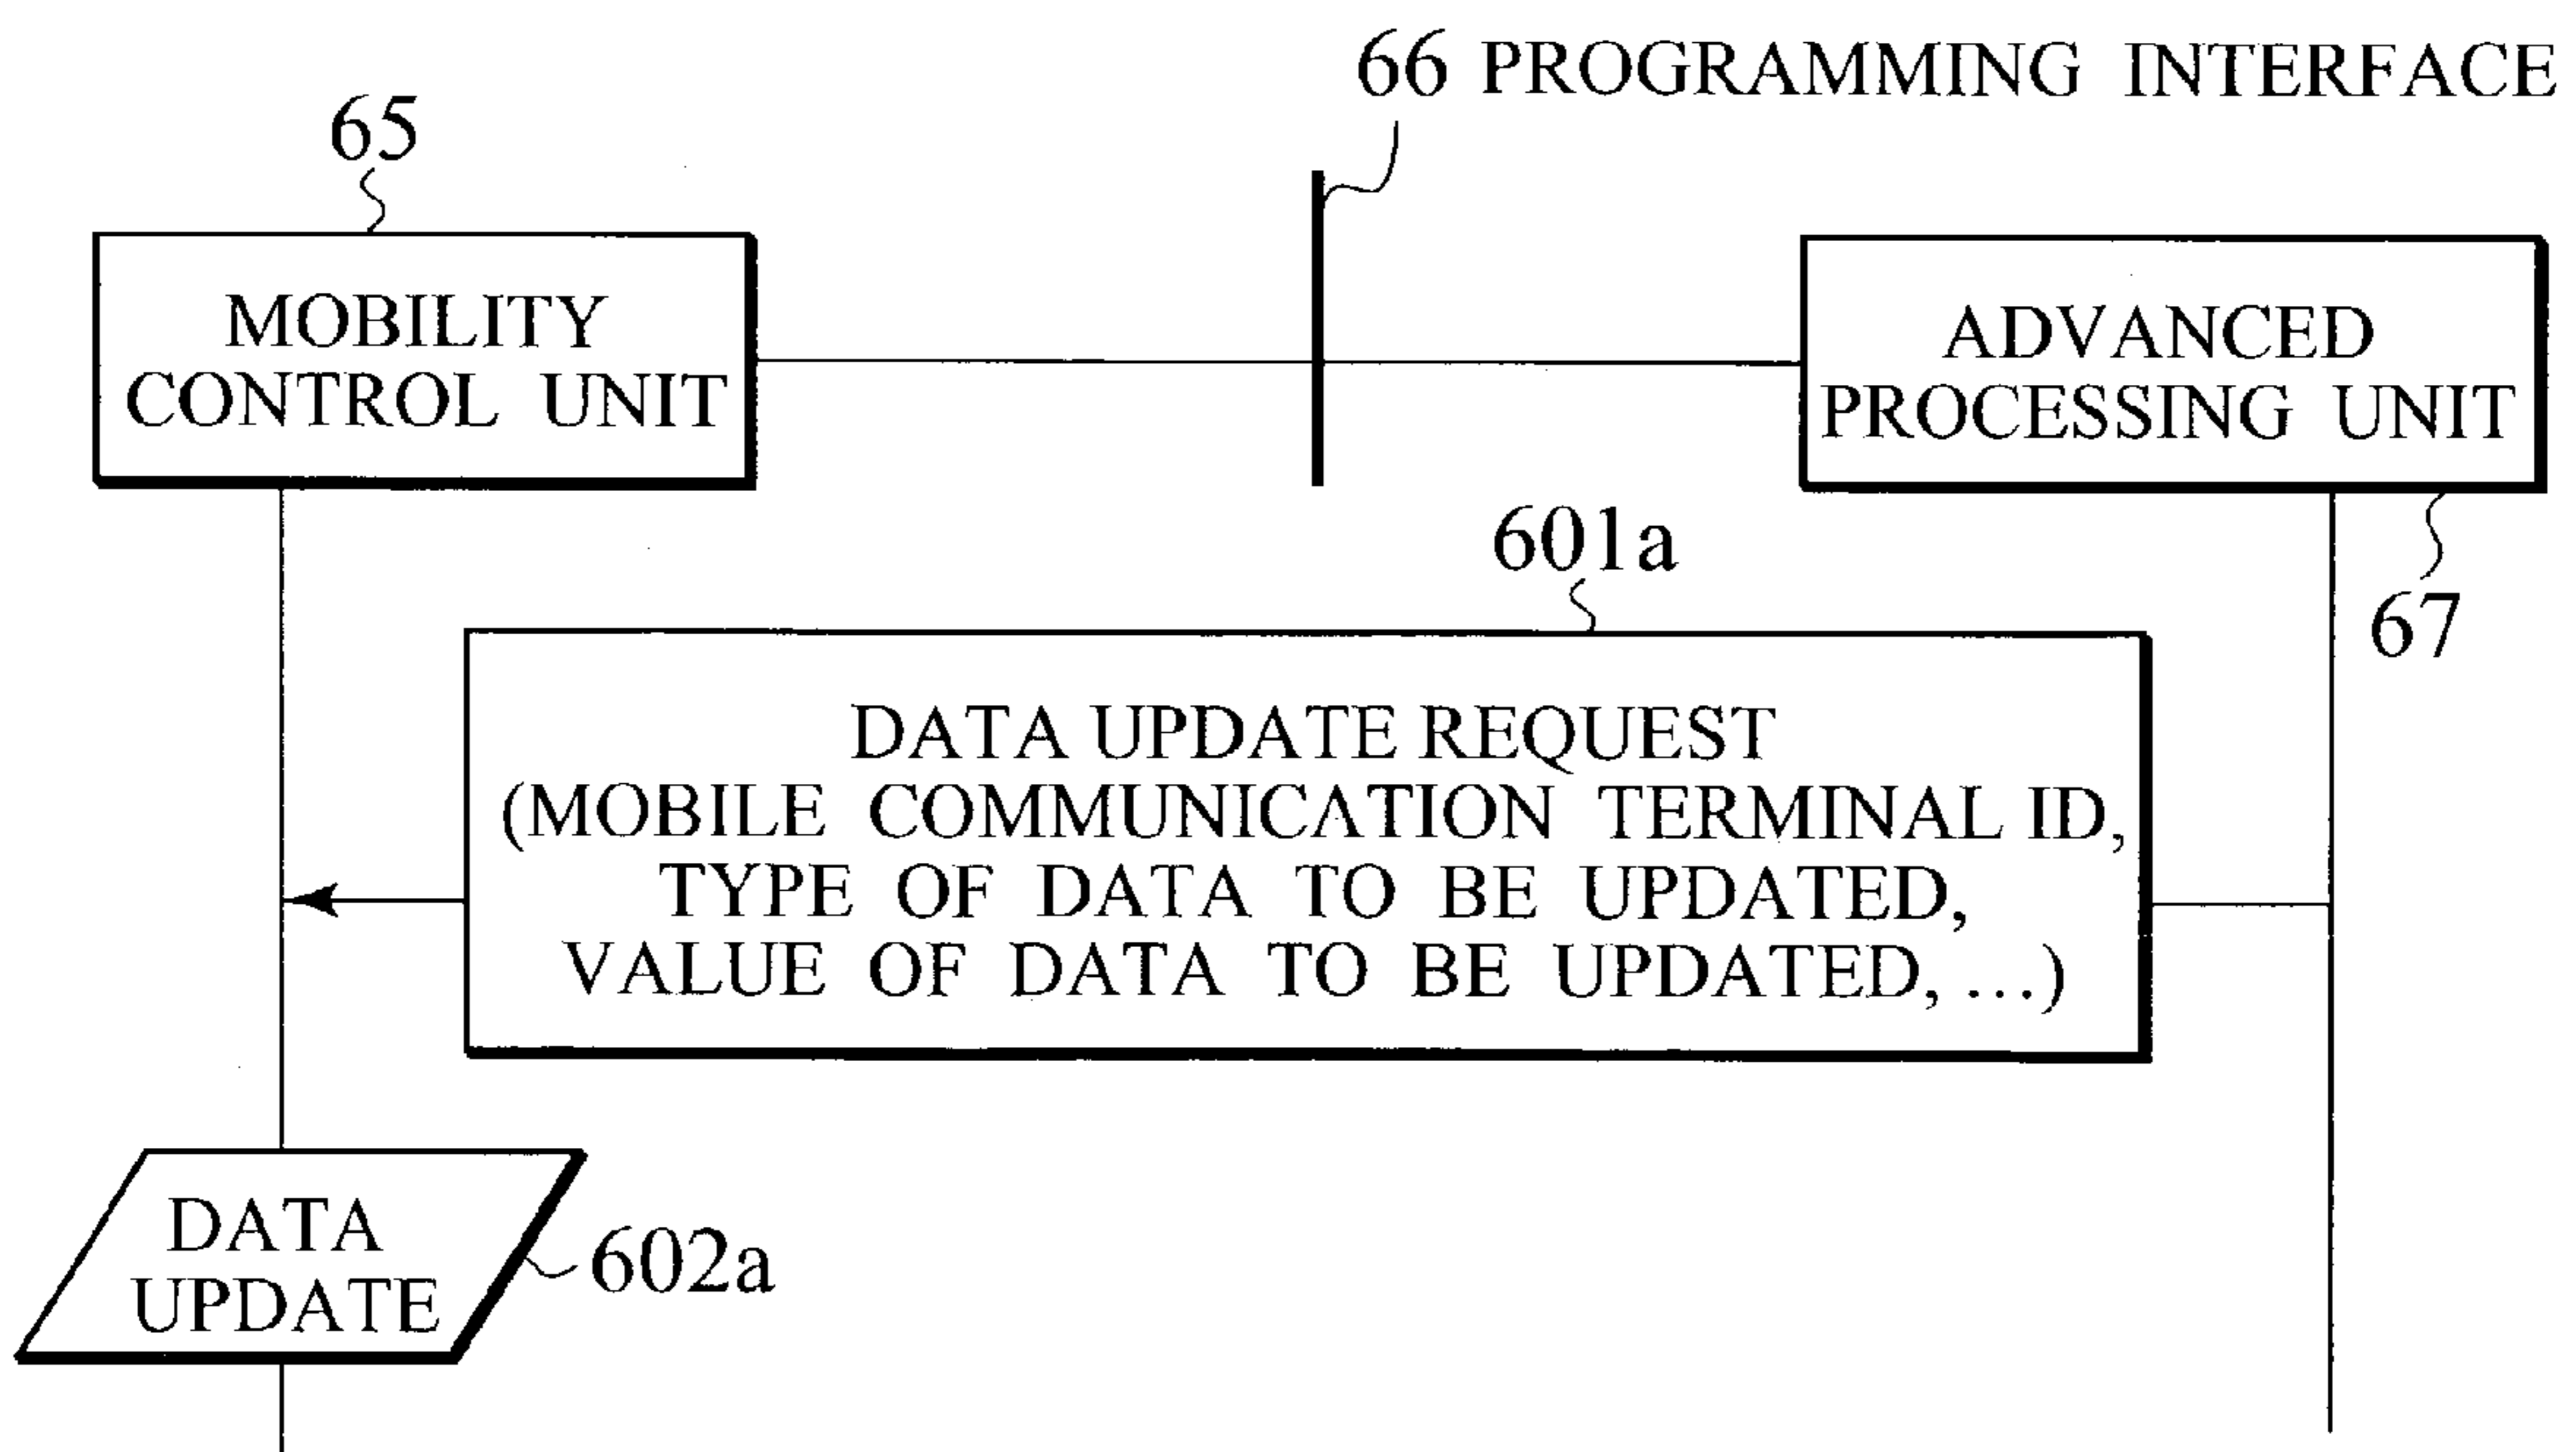 66 PROGRAMMING INTERFACE
65
MOBILITY
CONTROL UNIT
ADVANCED
PROCESSING UNIT
601a
67
DATA UPDATE REQUEST
(MOBILE COMMUNICATION TERMINAL ID,
TYPE OF DATA TO BE UPDATED,
VALUE OF DATA TO BE UPDATED, ...)
DATA
UPDATE
602a